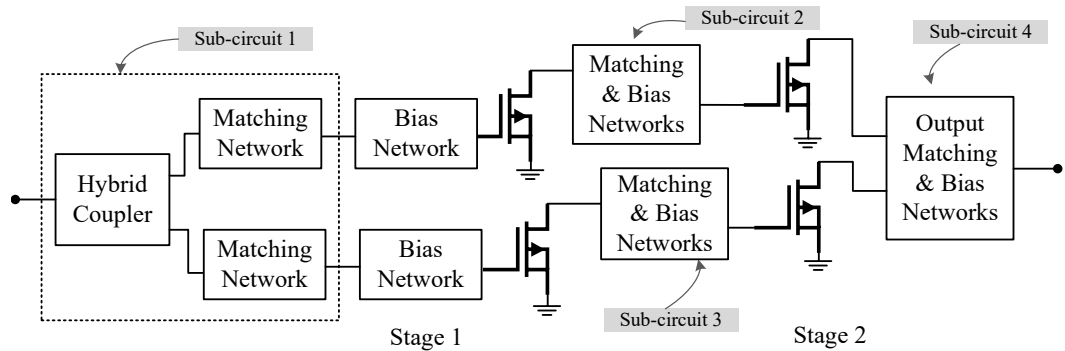 Sub-circuit 1
Sub-circuit 2
Sub-circuit 4
Matching
Network
Bias
Network
Matching
& Bias
Networks
Output
Matching
& Bias
Networks
Hybrid
Coupler
Matching
Network
Bias
Network
Matching
& Bias
Networks
Sub-circuit 3
Stage 1
Stage 2